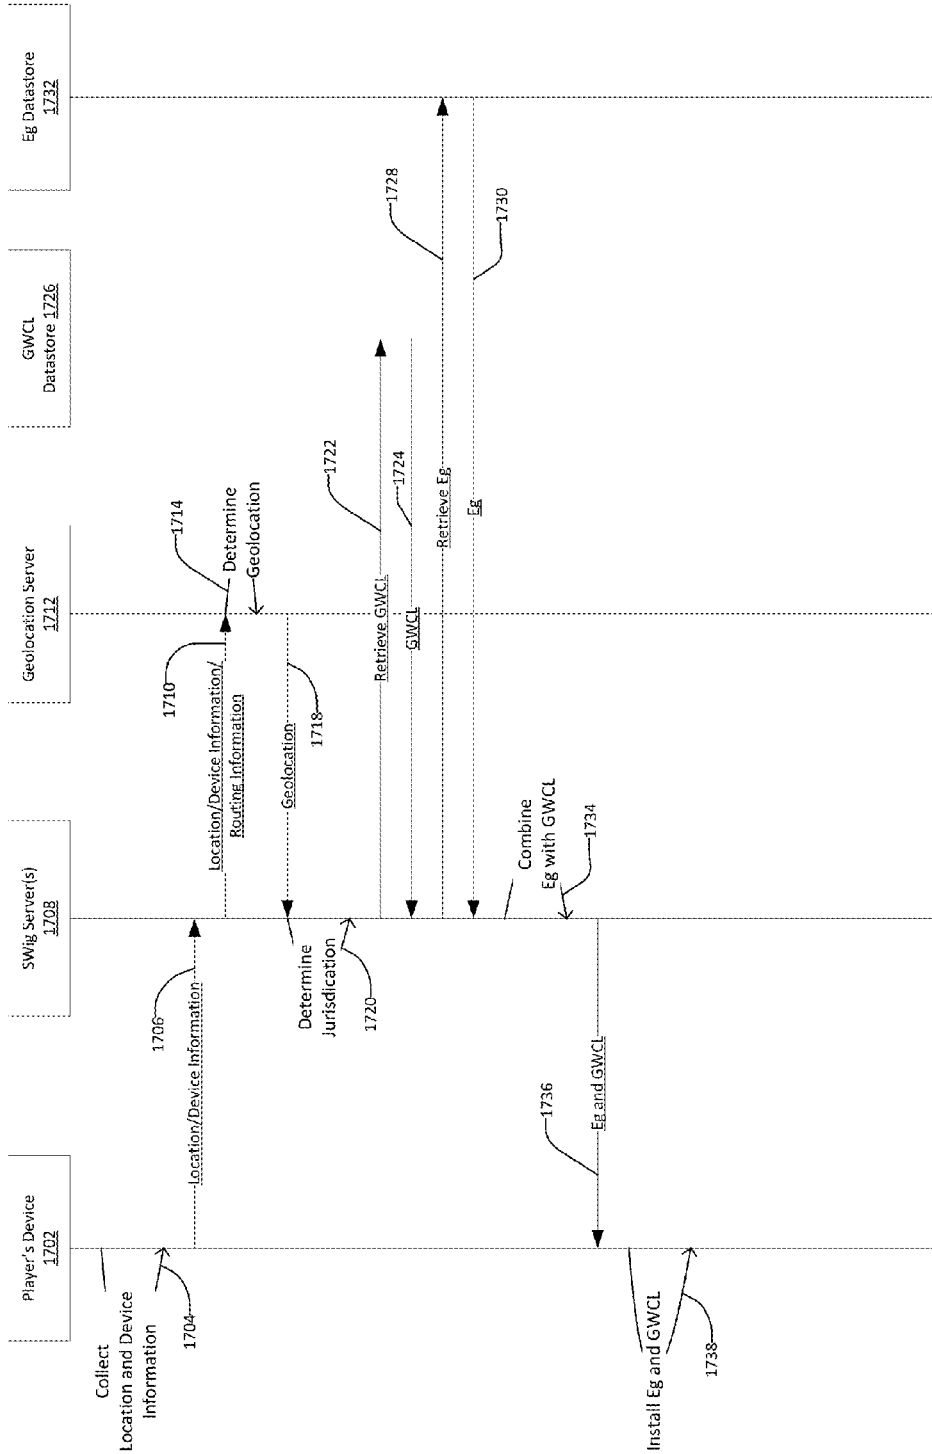 Player's Device
1702
SWig Server(s)
1708
Geolocation Server
1712
GWCL
Datastore 1726
Eg Datastore
1732
Collect
Location and Device
Information
1704
Location/Device Information
1706
Location/Device Information/
Routing Information
1710
1714
Determine
Geolocation
Geolocation
1718
Determine
Jurisdication
1720
Retrieve GWCL
1722
GWCL
1724
Retrieve Eg
1728
Eg
1730
Combine
Eg with GWCL
1734
Eg and GWCL
1736
Install Eg and GWCL
1738